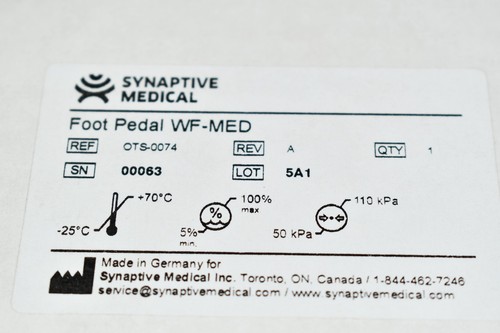 SYNAPTIVE
MEDICAL
Foot Pedal WF-MED
REF OTS-0074 REV A QTY 1
SN 00063 LOT 5A1
+70°C 100% max 110 kPa
%
-25°C 5% min. 50 kPa
Made in Germany for
Synaptive Medical Inc. Toronto, ON, Canada / 1-844-462-7246
service@synaptivemedical.com / www.synaptivemedical.com